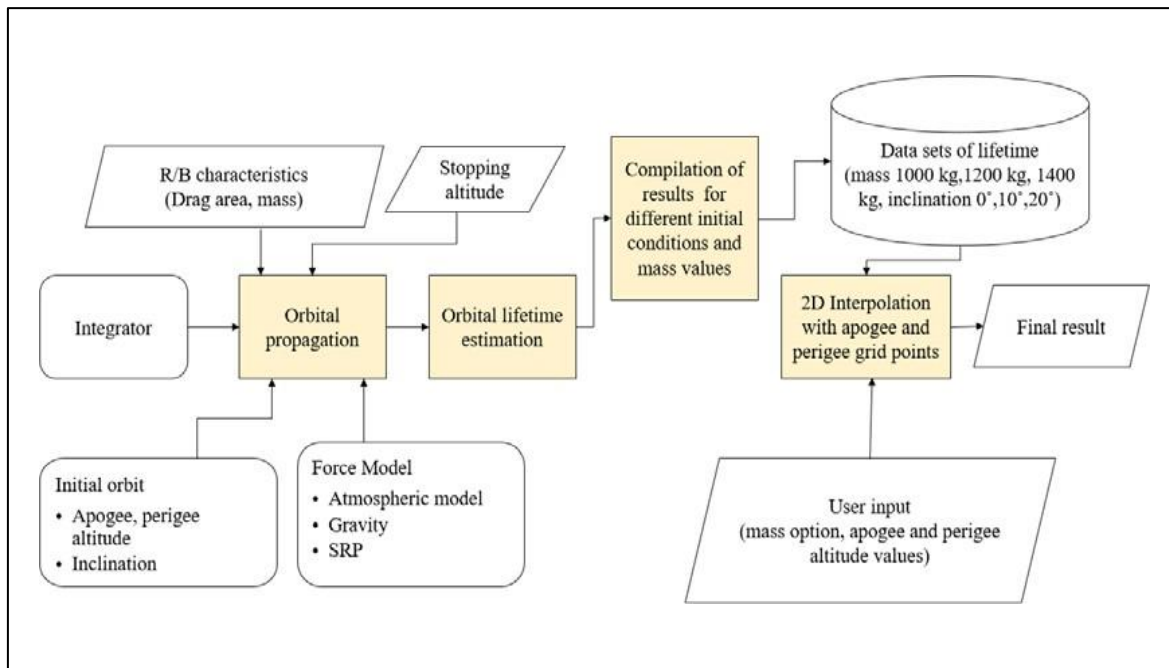 R/B characteristics
(Drag area, mass)
Stopping
altitude
Compilation of
results for
different initial
conditions and
mass values
Data sets of lifetime
(mass 1000 kg,1200 kg, 1400
kg, inclination 0˚,10˚,20˚)
Integrator
Orbital
propagation
Orbital lifetime
estimation
2D Interpolation
with apogee and
perigee grid points
Final result
Initial orbit
• Apogee, perigee
altitude
• Inclination
Force Model
• Atmospheric model
• Gravity
• SRP
User input
(mass option, apogee and perigee
altitude values)